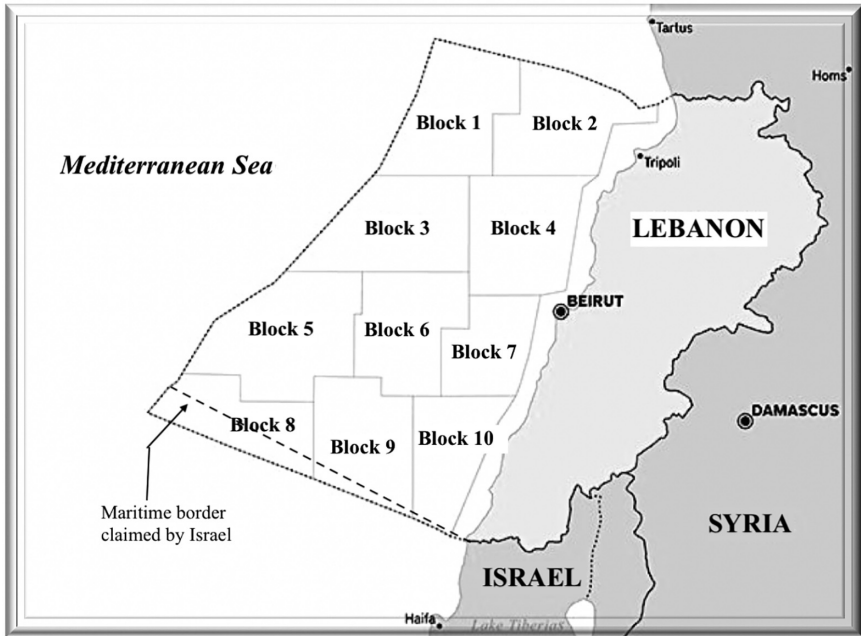 Tartus
Homs
Block 1
Block 2
Mediterranean Sea
Tripoli
Block 3
Block 4
LEBANON
BEIRUT
Block 5
Block 6
Block 7
DAMASCUS
Block 8
Block 9
Block 10
Maritime border
claimed by Israel
SYRIA
ISRAEL
Haifa
Lake Tiberias